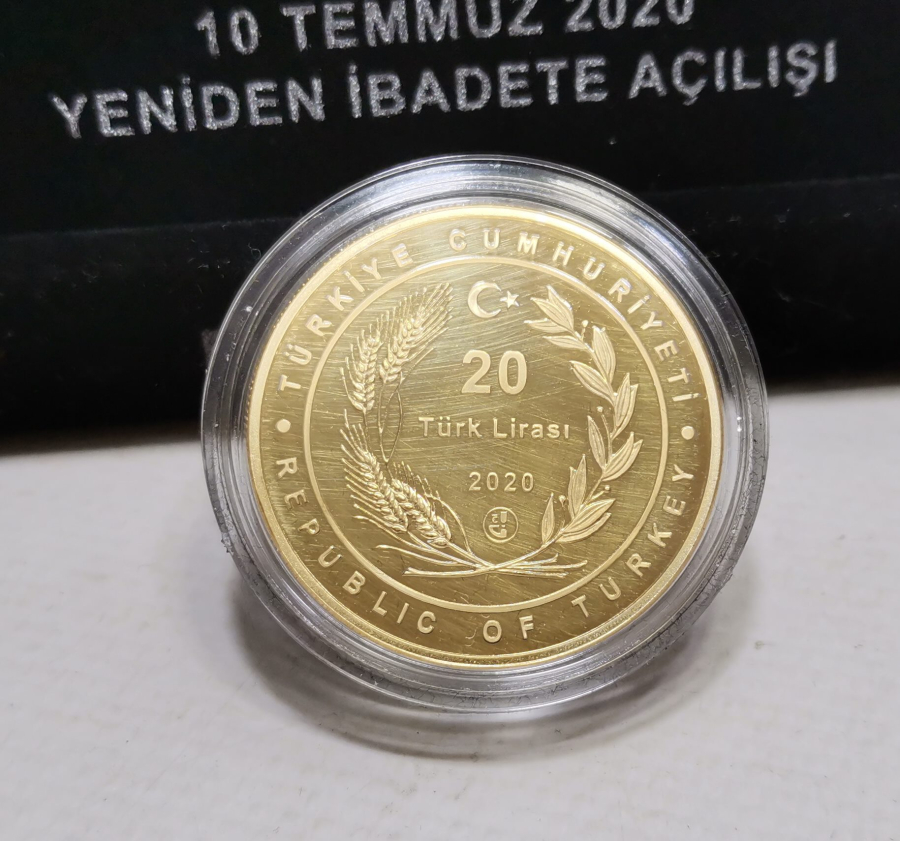 10 TEMMUZ 2020
YENİDEN İBADETE AÇILIŞI
TÜRKİYE CUMHURİYETİ
20
Türk Lirası
2020
• REPUBLIC OF TURKEY •